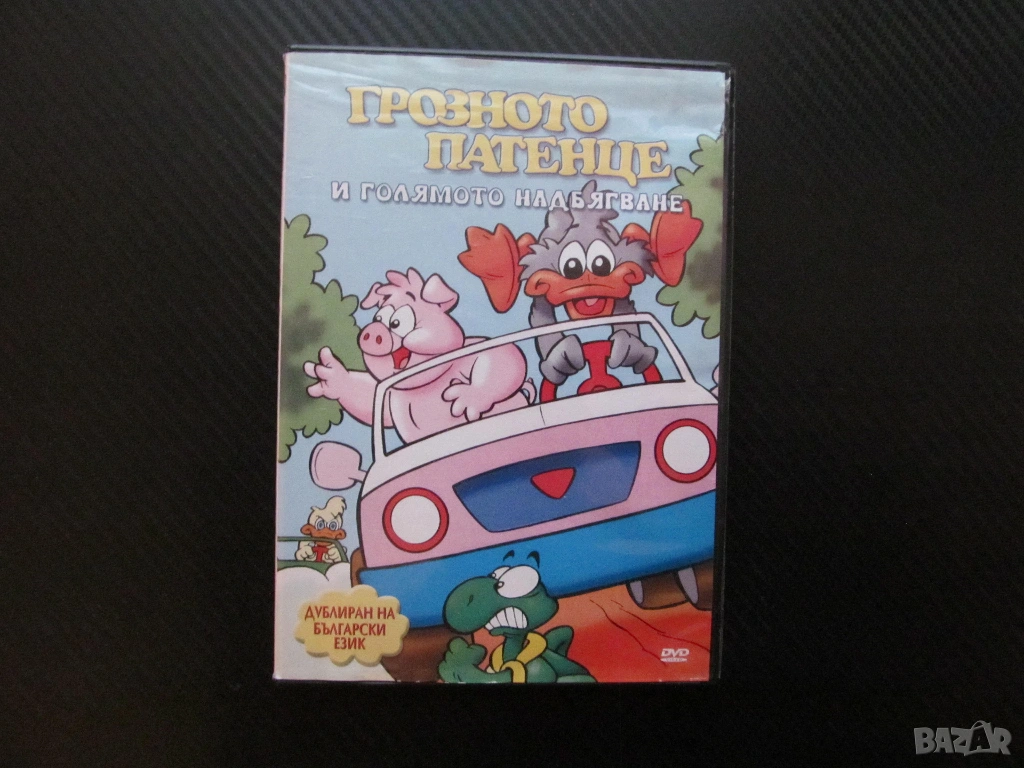 ГРОЗНОТО
ПАТЕНЦЕ
И ГОЛЯМОТО НАДБЯГВАНЕ
ДУБЛИРАН НА
БЪЛГАРСКИ
ЕЗИК
DVD
BAZAR